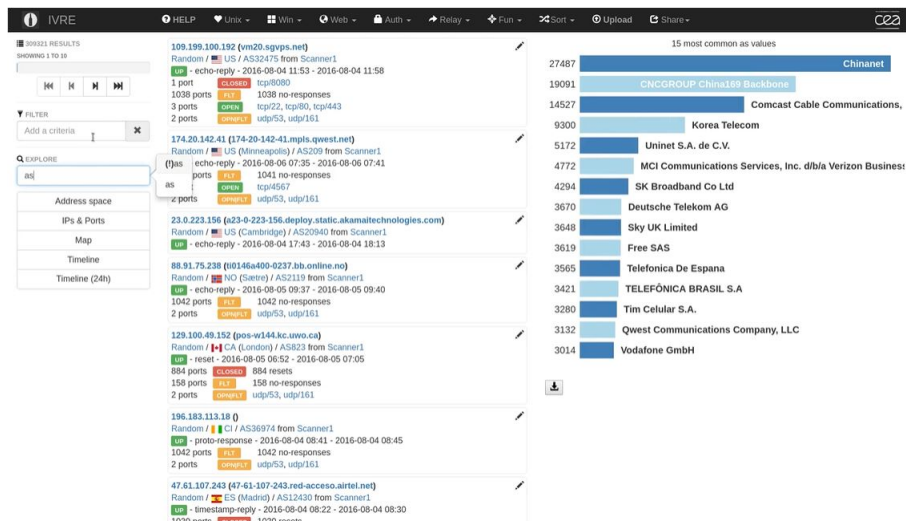 IVRE
HELP Unix Win Web Auth Relay Fun Sort Upload Share
cea
309321 RESULTS
SHOWING 1 TO 10
FILTER
Add a criteria
EXPLORE
as
(!)as
as
Address space
IPs & Ports
Map
Timeline
Timeline (24h)
109.199.100.192 (vm20.sgvps.net)
Random / US / AS32475 from Scanner1
UP - echo-reply - 2016-08-04 11:53 - 2016-08-04 11:58
1 port CLOSED tcp/8080
1038 ports FLT 1038 no-responses
3 ports OPEN tcp/22, tcp/80, tcp/443
2 ports OPN|FLT udp/53, udp/161
174.20.142.41 (174-20-142-41.mpls.qwest.net)
Random / US (Minneapolis) / AS209 from Scanner1
echo-reply - 2016-08-06 07:35 - 2016-08-06 07:41
ports FLT 1041 no-responses
OPEN tcp/4567
2 ports OPN|FLT udp/53, udp/161
23.0.223.156 (a23-0-223-156.deploy.static.akamaitechnologies.com)
Random / US (Cambridge) / AS20940 from Scanner1
UP - echo-reply - 2016-08-04 17:43 - 2016-08-04 18:13
88.91.75.238 (ti0146a400-0237.bb.online.no)
Random / NO (Sætre) / AS2119 from Scanner1
UP - echo-reply - 2016-08-05 09:37 - 2016-08-05 09:40
1042 ports FLT 1042 no-responses
2 ports OPN|FLT udp/53, udp/161
129.100.49.152 (pos-w144.kc.uwo.ca)
Random / CA (London) / AS823 from Scanner1
UP - reset - 2016-08-05 06:52 - 2016-08-05 07:05
884 ports CLOSED 884 resets
158 ports FLT 158 no-responses
2 ports OPN|FLT udp/53, udp/161
196.183.113.18 ()
Random / CI / AS36974 from Scanner1
UP - proto-response - 2016-08-04 08:41 - 2016-08-04 08:45
1042 ports FLT 1042 no-responses
2 ports OPN|FLT udp/53, udp/161
47.61.107.243 (47-61-107-243.red-acceso.airtel.net)
Random / ES (Madrid) / AS12430 from Scanner1
UP - timestamp-reply - 2016-08-04 08:22 - 2016-08-04 08:30
15 most common as values
27487 Chinanet
19091 CNCGROUP China169 Backbone
14527 Comcast Cable Communications,
9300 Korea Telecom
5172 Uninet S.A. de C.V.
4772 MCI Communications Services, Inc. d/b/a Verizon Business
4294 SK Broadband Co Ltd
3670 Deutsche Telekom AG
3648 Sky UK Limited
3619 Free SAS
3565 Telefonica De Espana
3421 TELEFÔNICA BRASIL S.A
3280 Tim Celular S.A.
3132 Qwest Communications Company, LLC
3014 Vodafone GmbH